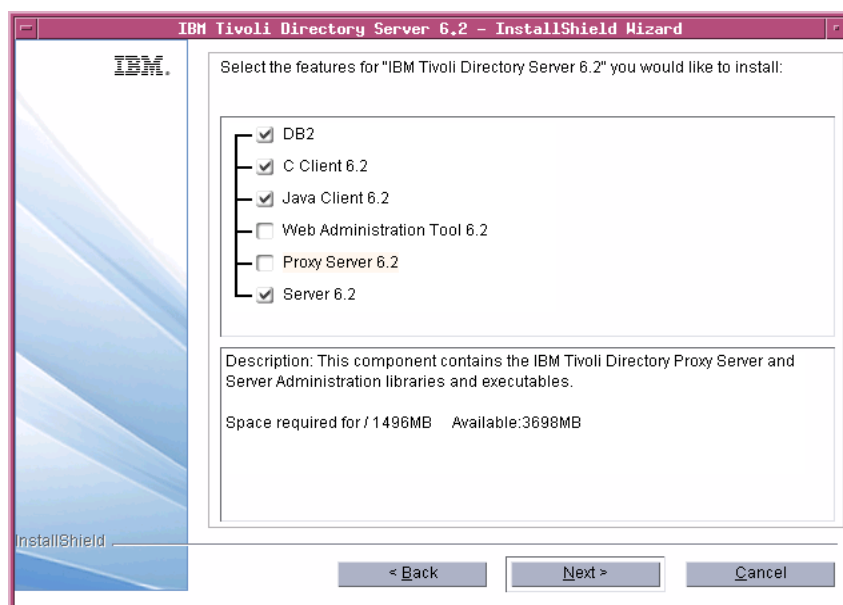 IBM Tivoli Directory Server 6.2 - InstallShield Wizard
IBM.
Select the features for "IBM Tivoli Directory Server 6.2" you would like to install:
DB2
C Client 6.2
Java Client 6.2
Web Administration Tool 6.2
Proxy Server 6.2
Server 6.2
Description: This component contains the IBM Tivoli Directory Proxy Server and
Server Administration libraries and executables.
Space required for / 1496MB Available:3698MB
InstallShield
< Back Next > Cancel